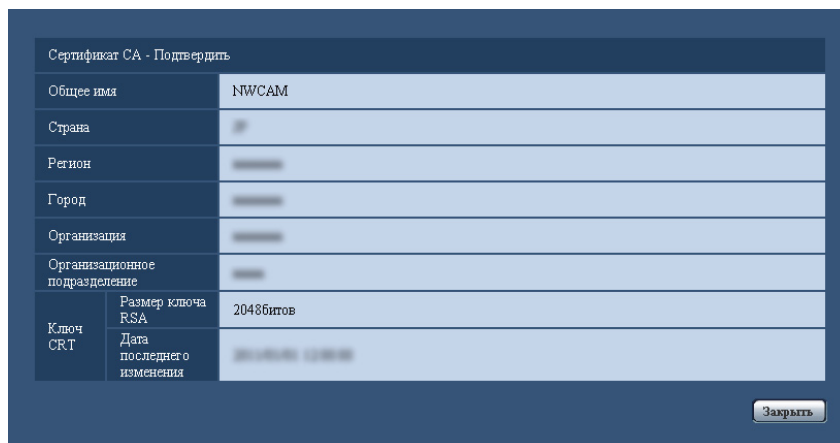 Сертификат CA - Подтвердить
Общее имя NWCAM
Страна
Регион
Город
Организация
Организационное
подразделение
Ключ
CRT
Размер ключа
RSA
2048битов
Дата
последнего
изменения
Закрыть